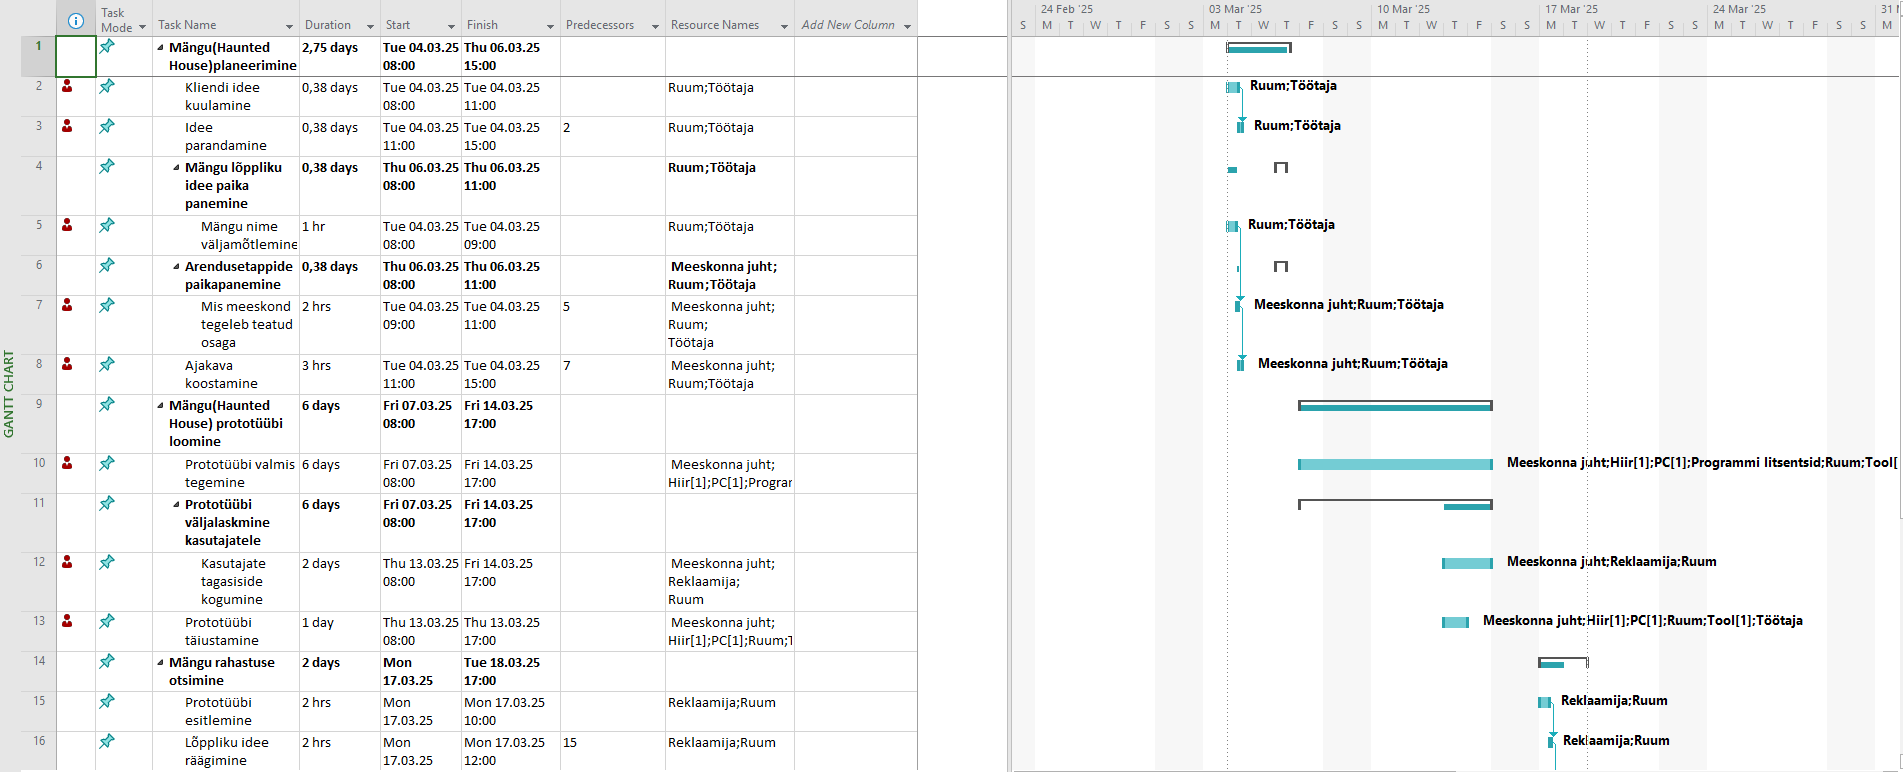 Task
Mode
Task Name
Duration
Start
Finish
Predecessors
Resource Names
Add New Column
24 Feb '25
03 Mar '25
10 Mar '25
17 Mar '25
24 Mar '25
S M T W T F S S M T W T F S S M T W T F S S M T W T F S S M T W T F S S M
GANTT CHART
1
Mängu(Haunted
House)planeerimine
2,75 days
Tue 04.03.25
08:00
Thu 06.03.25
15:00
2
Kliendi idee
kuulamine
0,38 days
Tue 04.03.25
08:00
Tue 04.03.25
11:00
Ruum;Töötaja
Ruum;Töötaja
3
Idee
parandamine
0,38 days
Tue 04.03.25
11:00
Tue 04.03.25
15:00
2
Ruum;Töötaja
Ruum;Töötaja
4
Mängu lõppliku
idee paika
panemine
0,38 days
Thu 06.03.25
08:00
Thu 06.03.25
11:00
Ruum;Töötaja
5
Mängu nime
väljamõtlemine
1 hr
Tue 04.03.25
08:00
Tue 04.03.25
09:00
Ruum;Töötaja
Ruum;Töötaja
6
Arendusetappide
paikapanemine
0,38 days
Thu 06.03.25
08:00
Thu 06.03.25
11:00
Meeskonna juht;
Ruum;Töötaja
7
Mis meeskond
tegeleb teatud
osaga
2 hrs
Tue 04.03.25
09:00
Tue 04.03.25
11:00
5
Meeskonna juht;
Ruum;
Töötaja
Meeskonna juht;Ruum;Töötaja
8
Ajakava
koostamine
3 hrs
Tue 04.03.25
11:00
Tue 04.03.25
15:00
7
Meeskonna juht;
Ruum;Töötaja
Meeskonna juht;Ruum;Töötaja
9
Mängu(Haunted
House) prototüübi
loomine
6 days
Fri 07.03.25
08:00
Fri 14.03.25
17:00
10
Prototüübi valmis
tegemine
6 days
Fri 07.03.25
08:00
Fri 14.03.25
17:00
Meeskonna juht;
Hiir[1];PC[1];Program
Meeskonna juht;Hiir[1];PC[1];Programmi litsentsid;Ruum;Tool[
11
Prototüübi
väljalaskmine
kasutajatele
6 days
Fri 07.03.25
08:00
Fri 14.03.25
17:00
12
Kasutajate
tagasiside
kogumine
2 days
Thu 13.03.25
08:00
Fri 14.03.25
17:00
Meeskonna juht;
Reklaamija;
Ruum
Meeskonna juht;Reklaamija;Ruum
13
Prototüübi
täiustamine
1 day
Thu 13.03.25
08:00
Thu 13.03.25
17:00
Meeskonna juht;
Hiir[1];PC[1];Ruum;T
Meeskonna juht;Hiir[1];PC[1];Ruum;Tool[1];Töötaja
14
Mängu rahastuse
otsimine
2 days
Mon
17.03.25
Tue 18.03.25
17:00
15
Prototüübi
esitlemine
2 hrs
Mon
17.03.25
Mon 17.03.25
10:00
Reklaamija;Ruum
Reklaamija;Ruum
16
Lõppliku idee
räägimine
2 hrs
Mon
17.03.25
Mon 17.03.25
12:00
15
Reklaamija;Ruum
Reklaamija;Ruum